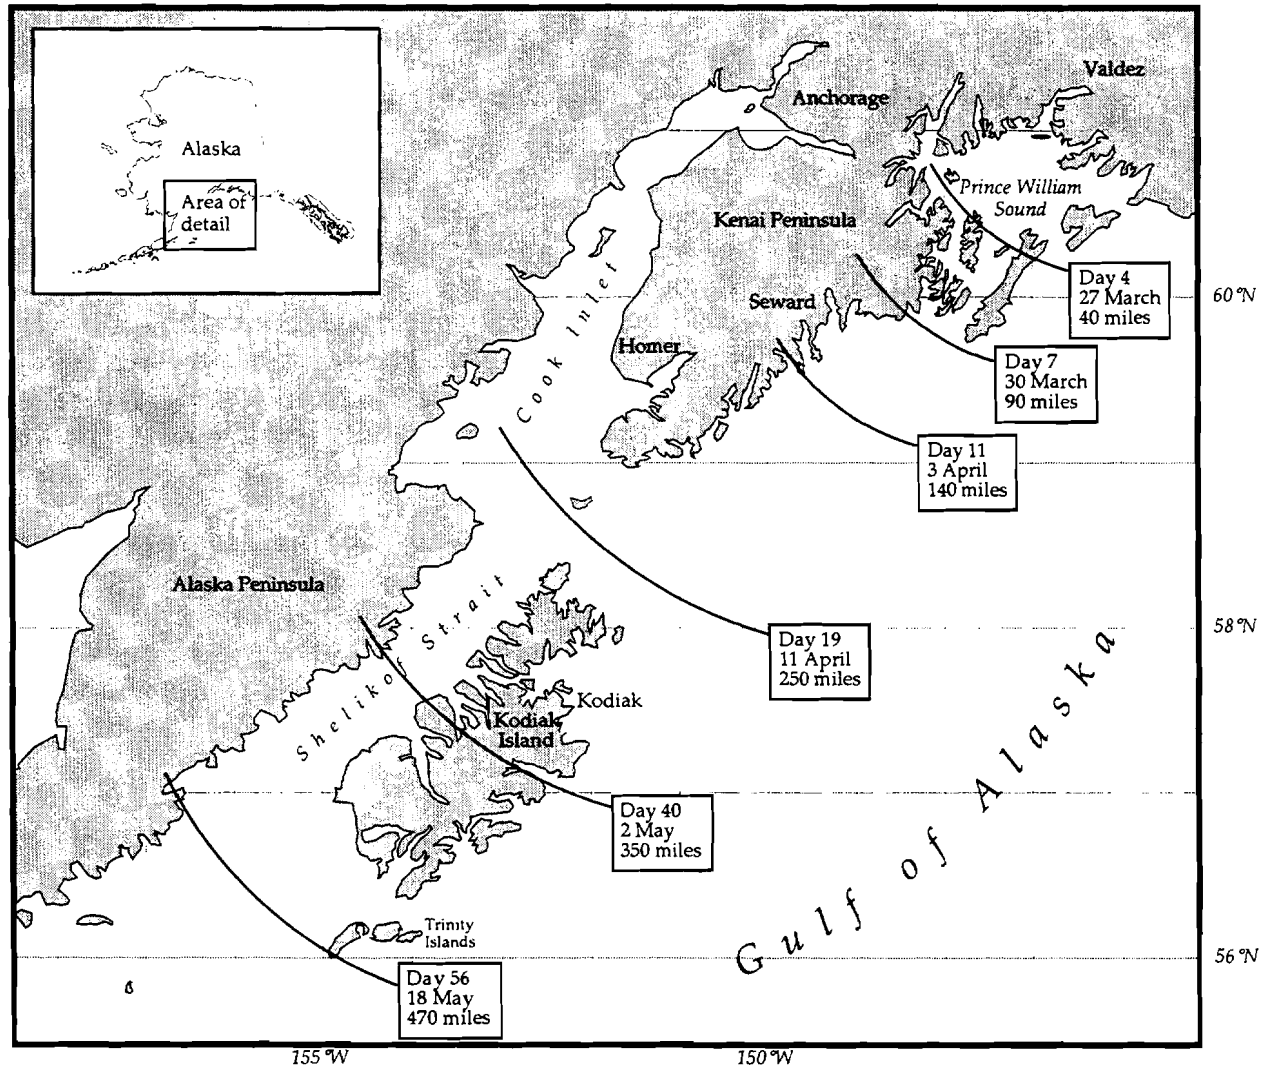 Valdez
Anchorage
Alaska
Area of
detail
Prince William
Sound
Kenai Peninsula
Cook Inlet
Day 4
27 March
40 miles
60°N
Seward
Homer
Day 7
30 March
90 miles
Day 11
3 April
140 miles
Alaska Peninsula
Shelikof Strait
Day 19
11 April
250 miles
58°N
Kodiak
Kodiak
Island
Gulf of Alaska
Day 40
2 May
350 miles
Trinity
Islands
56°N
Day 56
18 May
470 miles
155°W
150°W